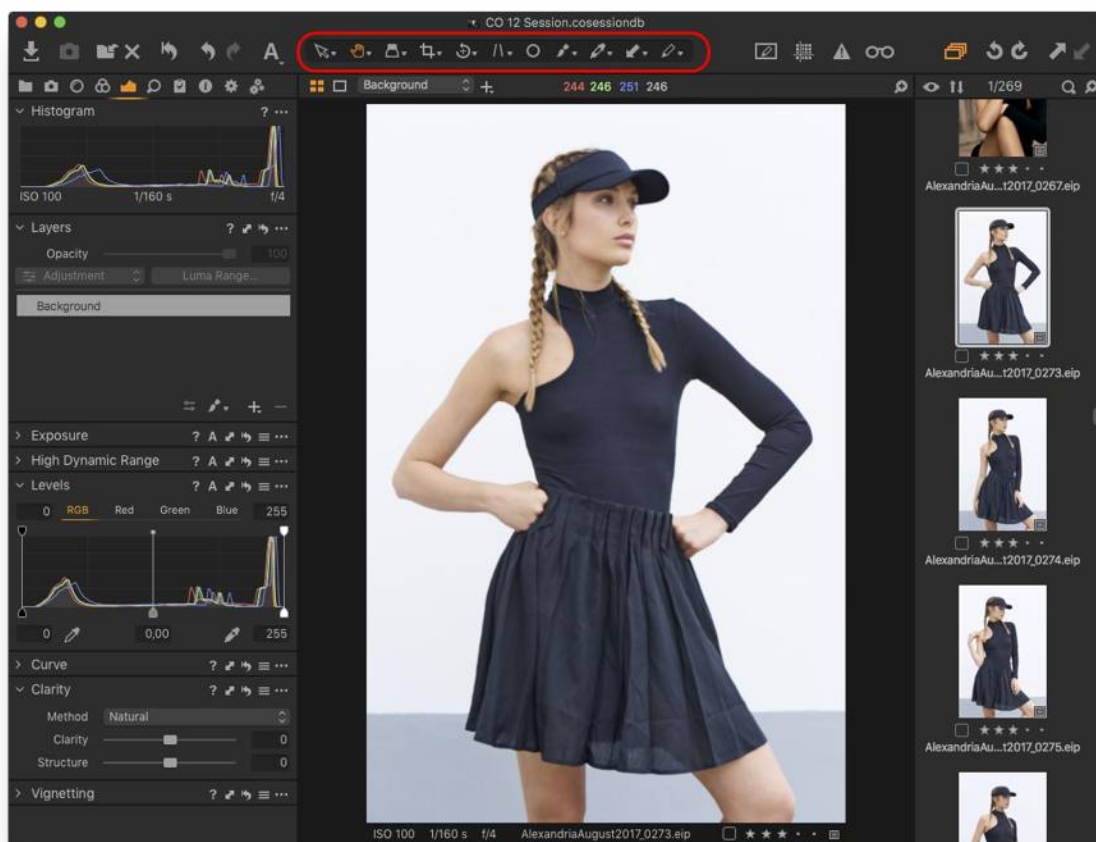 CO 12 Session.cosessiondb
A
Background
244 246 251 246
1/269
Histogram
?
ISO 100 1/160 s f/4
Layers
?
Opacity 100
Adjustment Luma Range...
Background
Exposure
? A
High Dynamic Range
? A
Levels
? A
0 RGB Red Green Blue 255
0 0,00 255
Curve
?
Clarity
?
Method Natural
Clarity 0
Structure 0
Vignetting
?
ISO 100 1/160 s f/4 AlexandriaAugust2017_0273.eip
AlexandriaAu...t2017_0267.eip
AlexandriaAu...t2017_0273.eip
AlexandriaAu...t2017_0274.eip
AlexandriaAu...t2017_0275.eip